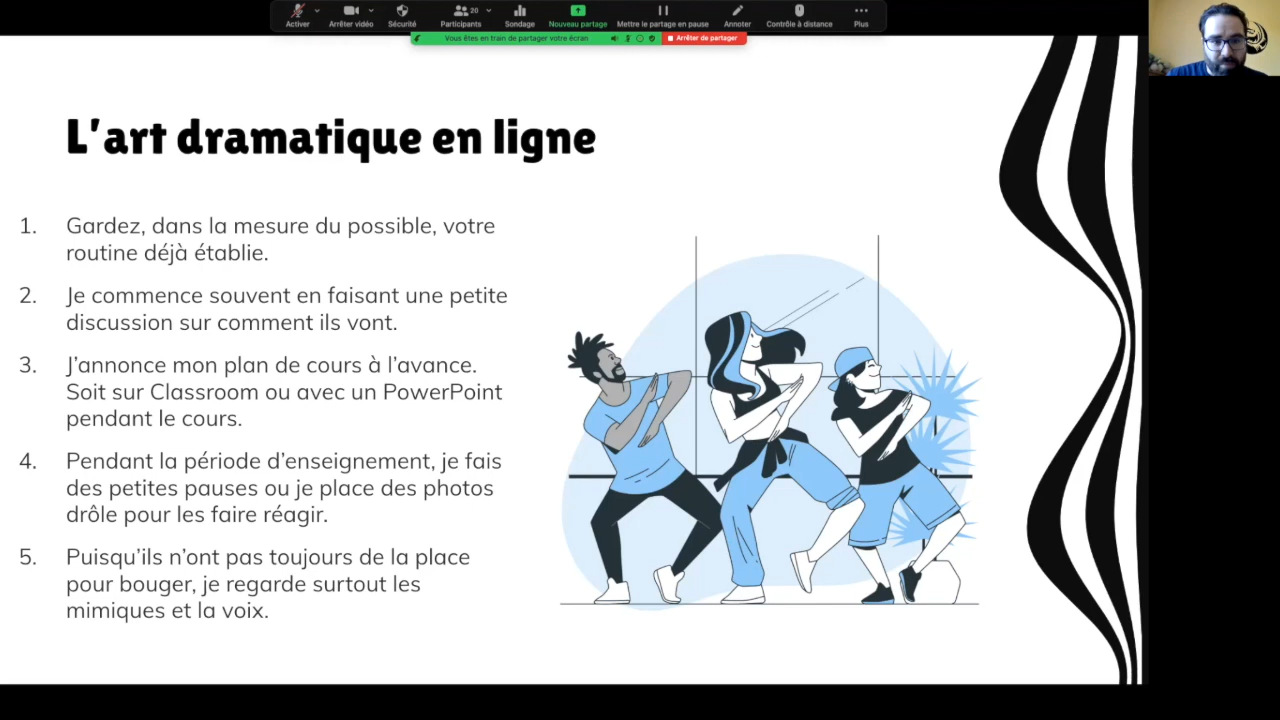 Activer
Arrêter vidéo
Sécurité
Participants
20
Sondage
Nouveau partage
Mettre le partage en pause
Annoter
Contrôle à distance
Plus
Vous êtes en train de partager votre écran
Arrêter de partager
L'art dramatique en ligne
1. Gardez, dans la mesure du possible, votre
routine déjà établie.
2. Je commence souvent en faisant une petite
discussion sur comment ils vont.
3. J'annonce mon plan de cours à l'avance.
Soit sur Classroom ou avec un PowerPoint
pendant le cours.
4. Pendant la période d'enseignement, je fais
des petites pauses ou je place des photos
drôle pour les faire réagir.
5. Puisqu'ils n'ont pas toujours de la place
pour bouger, je regarde surtout les
mimiques et la voix.